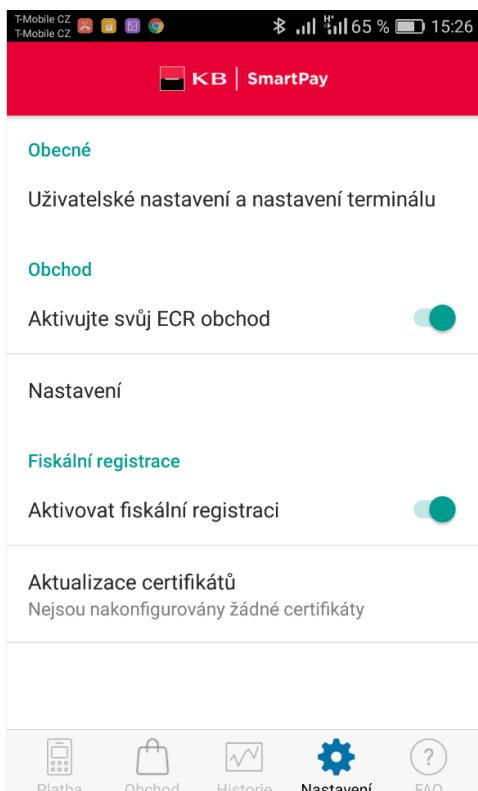 T-Mobile CZ
T-Mobile CZ
65 % 15:26
KB | SmartPay
Obecné
Uživatelské nastavení a nastavení terminálu
Obchod
Aktivujte svůj ECR obchod
Nastavení
Fiskální registrace
Aktivovat fiskální registraci
Aktualizace certifikátů
Nejsou nakonfigurovány žádné certifikáty
Platba Obchod Historie Nastavení FAQ